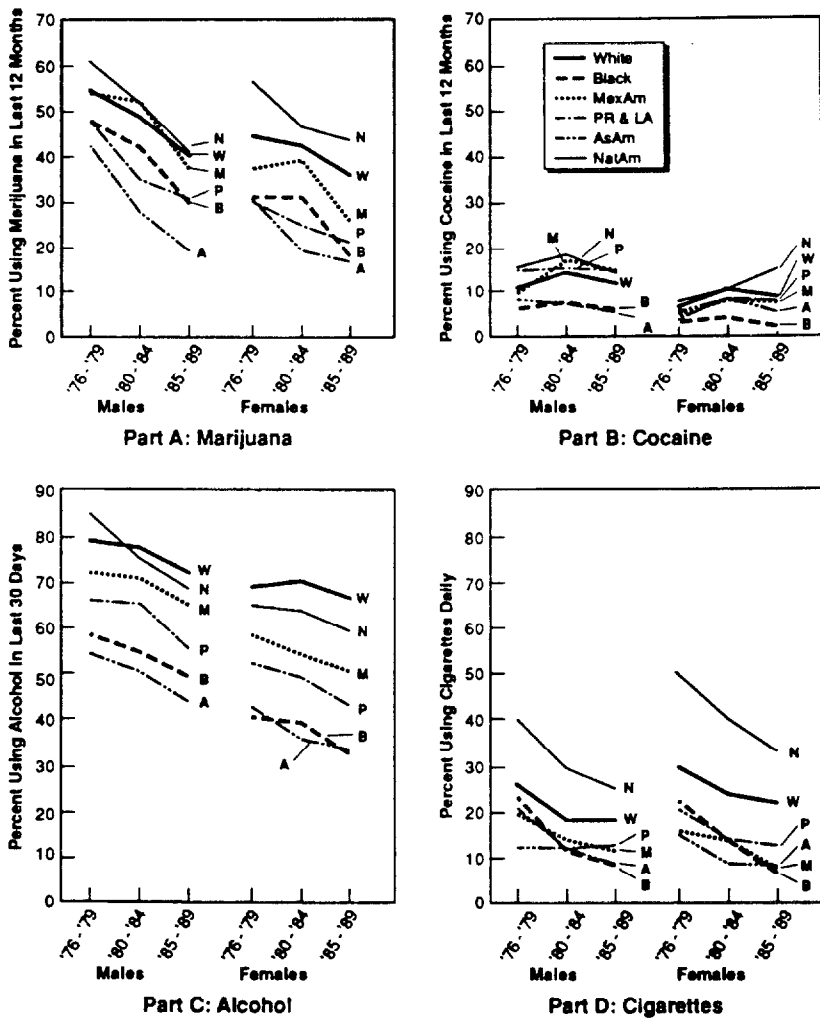 Percent Using Marijuana in Last 12 Months
70
60
50
40
30
20
10
0
N
W
M
P
B
A
N
W
M
P
B
A
'76 - '79
'80 - '84
'85 - '89
'76 - '79
'80 - '84
'85 - '89
Males
Females
Part A: Marijuana
Percent Using Cocaine in Last 12 Months
70
60
50
40
30
20
10
0
White
Black
MexAm
PR & LA
AsAm
NatAm
M
N
P
W
B
A
N
W
P
M
A
B
'76 - '79
'80 - '84
'85 - '89
'76 - '79
'80 - '84
'85 - '89
Males
Females
Part B: Cocaine
Percent Using Alcohol in Last 30 Days
90
80
70
60
50
40
30
20
10
0
W
N
M
P
B
A
W
N
M
P
B
A
'76 - '79
'80 - '84
'85 - '89
'76 - '79
'80 - '84
'85 - '89
Males
Females
Part C: Alcohol
Percent Using Cigarettes Daily
90
80
70
60
50
40
30
20
10
0
N
W
P
M
A
B
N
W
P
A
M
B
'76 - '79
'80 - '84
'85 - '89
'76 - '79
'80 - '84
'85 - '89
Males
Females
Part D: Cigarettes